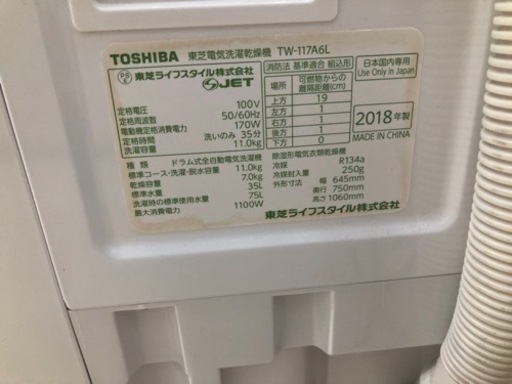 TOSHIBA 東芝電気洗濯乾燥機 TW-117A6L
PS E 東芝ライフスタイル株式会社
JET
定格電圧 100V
定格周波数 50/60Hz
電動機定格消費電力 170W
定格時間 洗いのみ 35分
定格容量 11.0kg
消防法 基準適合 組込形
場所 可燃物からの離隔距離(cm)
上方 19
左方 1
右方 1
後方 1
下方 0
日本国内専用
Use Only in Japan
2018年製
MADE IN CHINA
種類 ドラム式全自動電気洗濯機
標準コース・洗濯・脱水容量 11.0kg
乾燥容量 7.0kg
標準水量 35L
洗濯時の標準使用水量 75L
最大消費電力 1100W
除湿形電気衣類乾燥機
冷媒 R134a
冷媒封入量 250g
外形寸法 幅 645mm
奥行 750mm
高さ 1060mm
東芝ライフスタイル株式会社